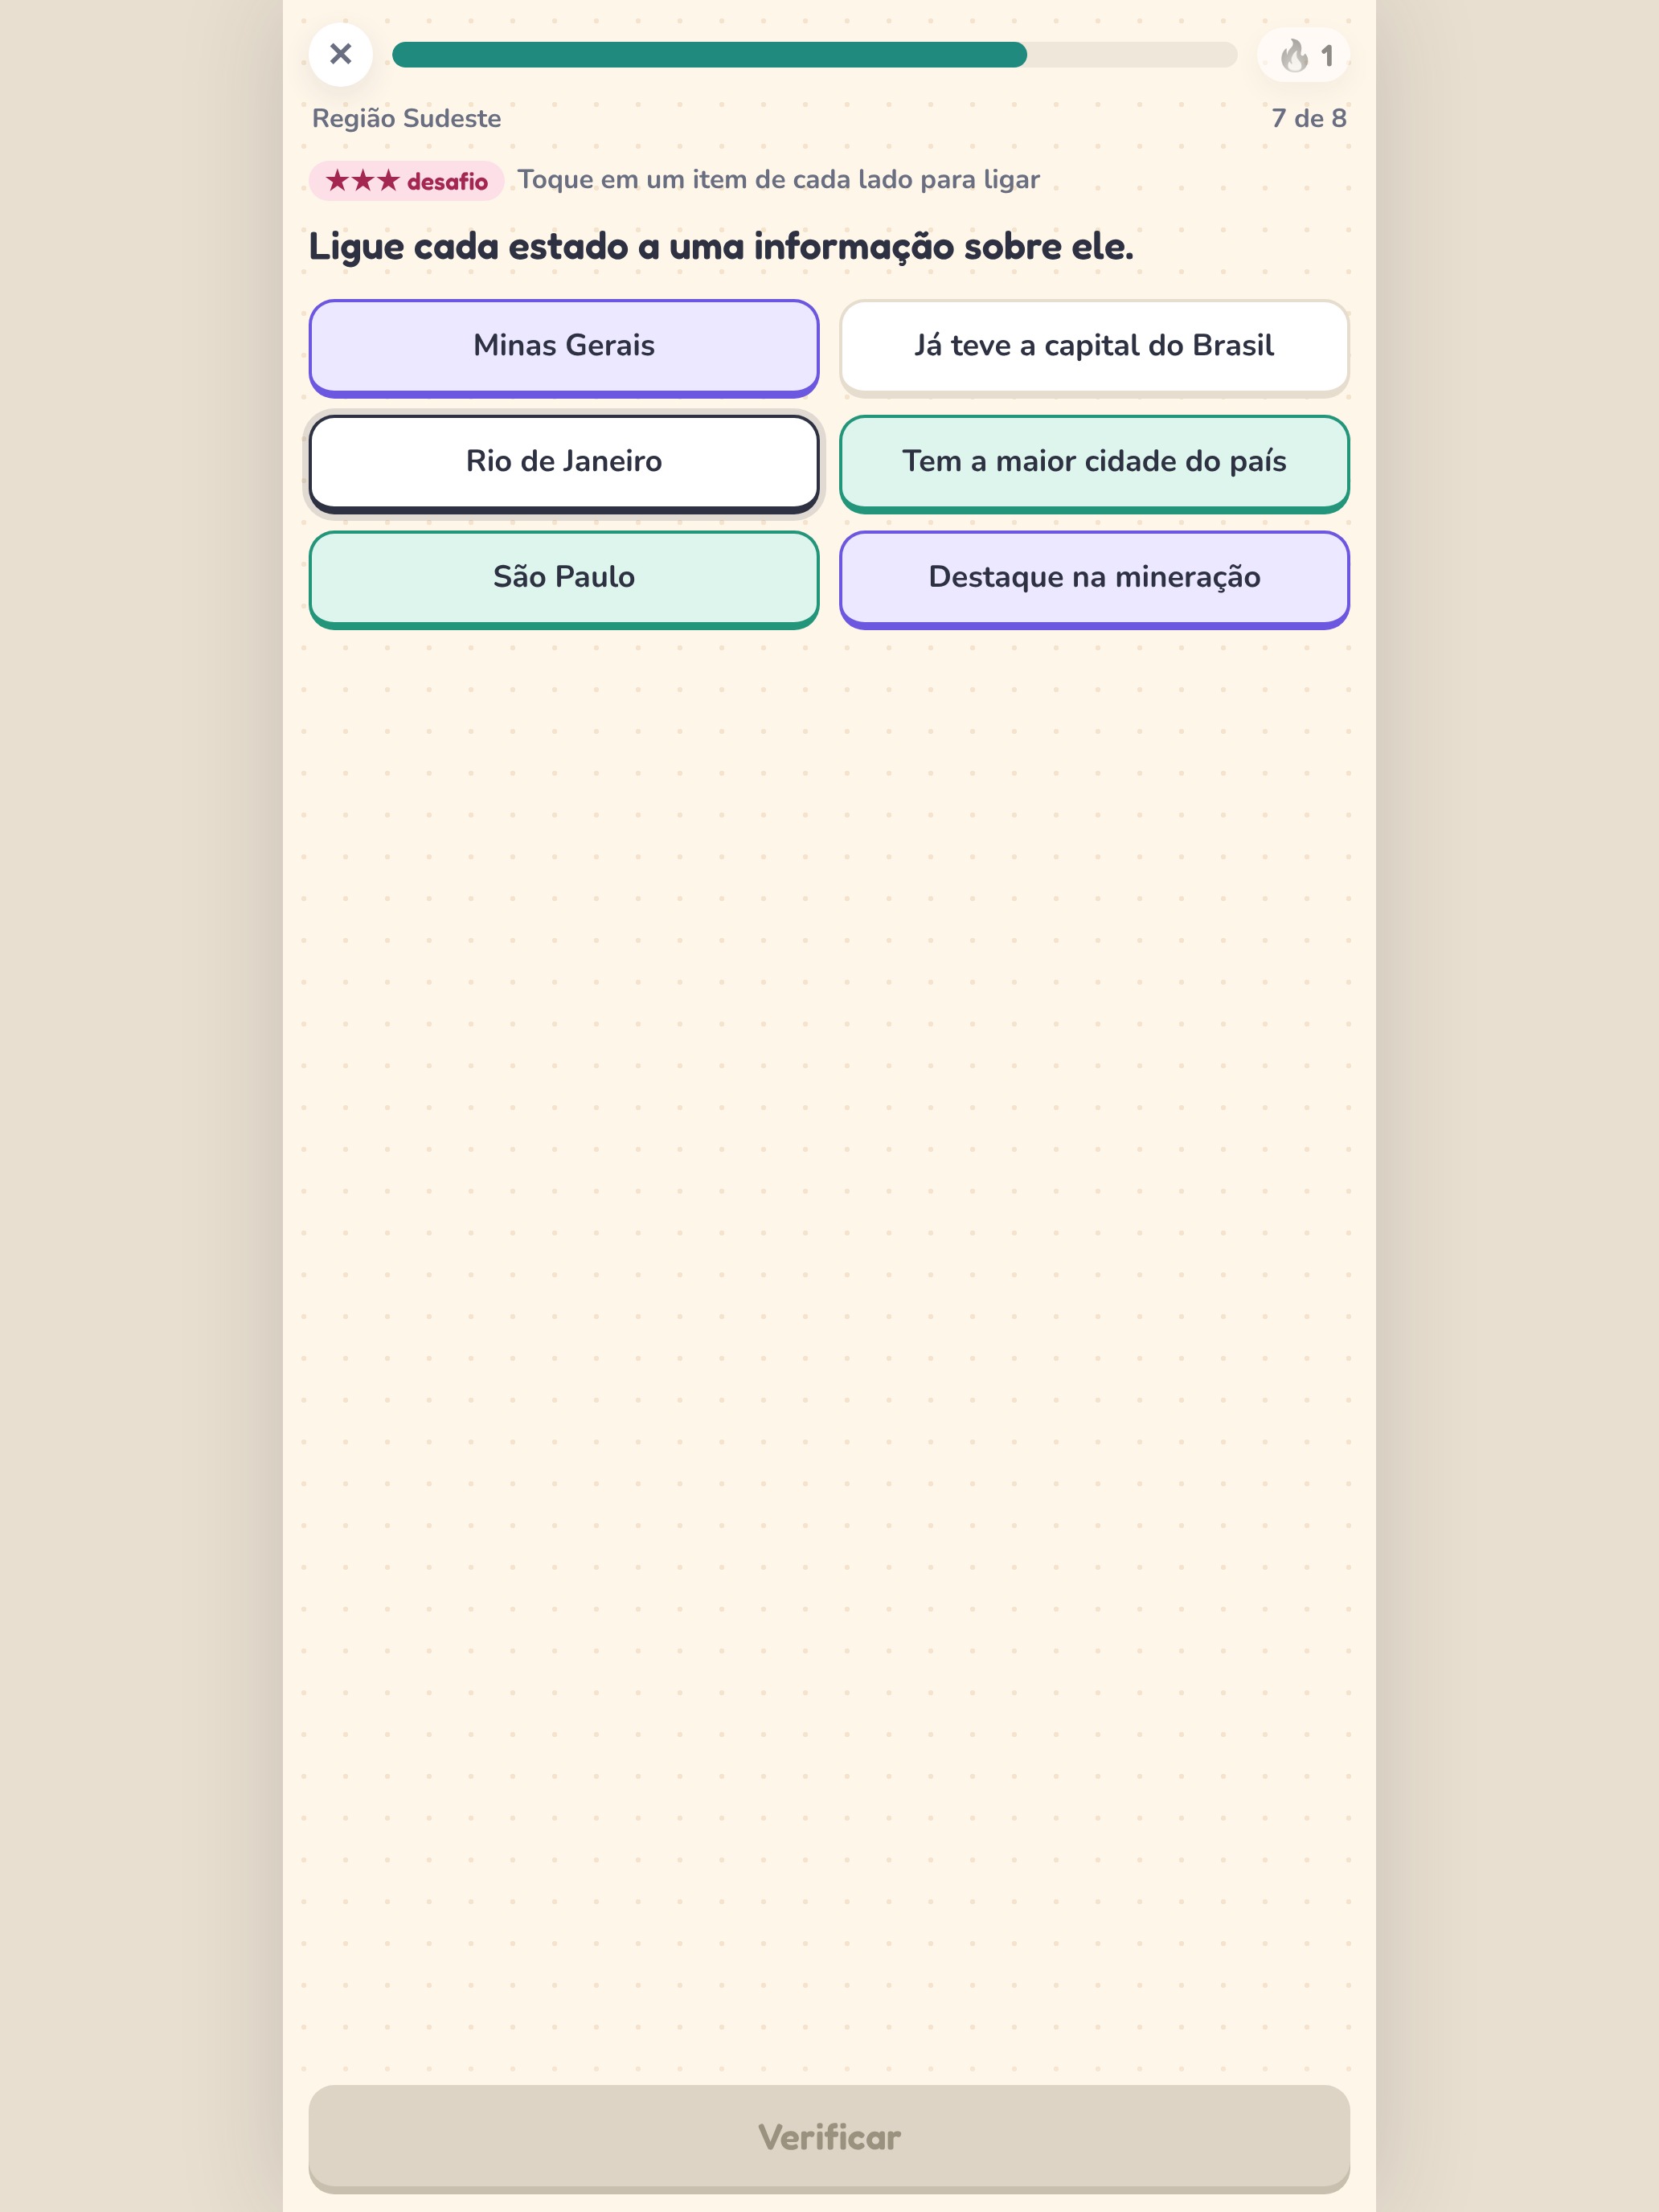 ✕
1
Região Sudeste
7 de 8
★★★ desafio
Toque em um item de cada lado para ligar
Ligue cada estado a uma informação sobre ele.
Minas Gerais
Já teve a capital do Brasil
Rio de Janeiro
Tem a maior cidade do país
São Paulo
Destaque na mineração
Verificar